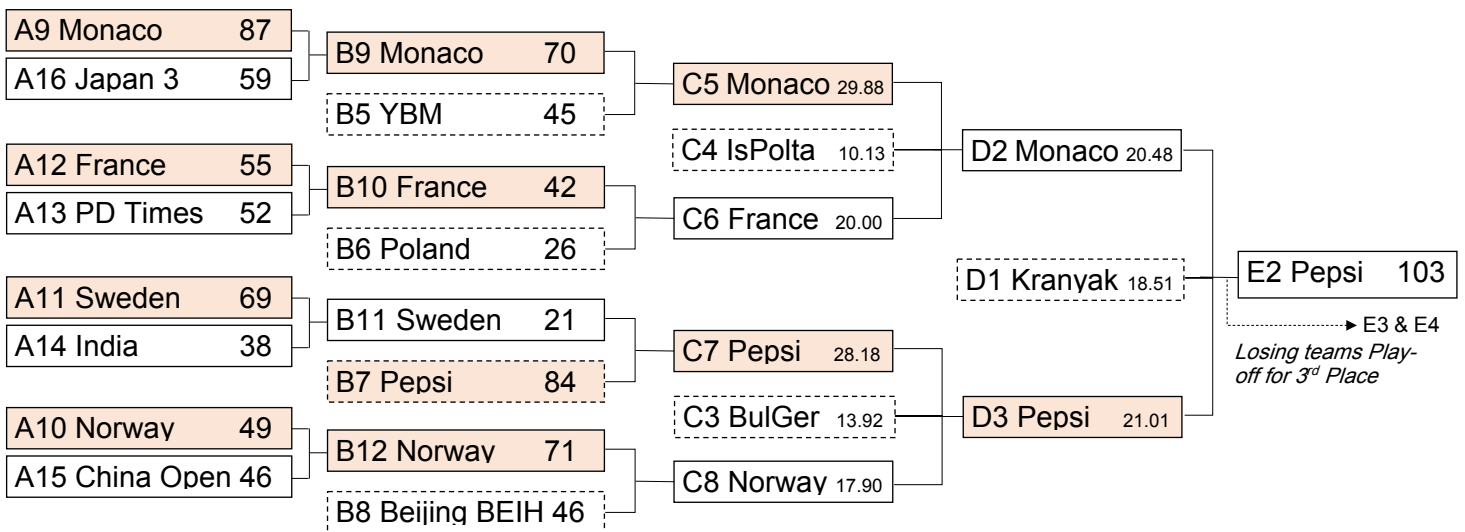 A9 Monaco 87
A16 Japan 3 59
A12 France 55
A13 PD Times 52
A11 Sweden 69
A14 India 38
A10 Norway 49
A15 China Open 46
B9 Monaco 70
B5 YBM 45
B10 France 42
B6 Poland 26
B11 Sweden 21
B7 Pepsi 84
B12 Norway 71
B8 Beijing BEIH 46
C5 Monaco 29.88
C4 IsPolta 10.13
C6 France 20.00
C7 Pepsi 28.18
C3 BulGer 13.92
C8 Norway 17.90
D2 Monaco 20.48
D1 Kranyak 18.51
D3 Pepsi 21.01
E2 Pepsi 103
E3 & E4
Losing teams Play-
off for 3rd Place